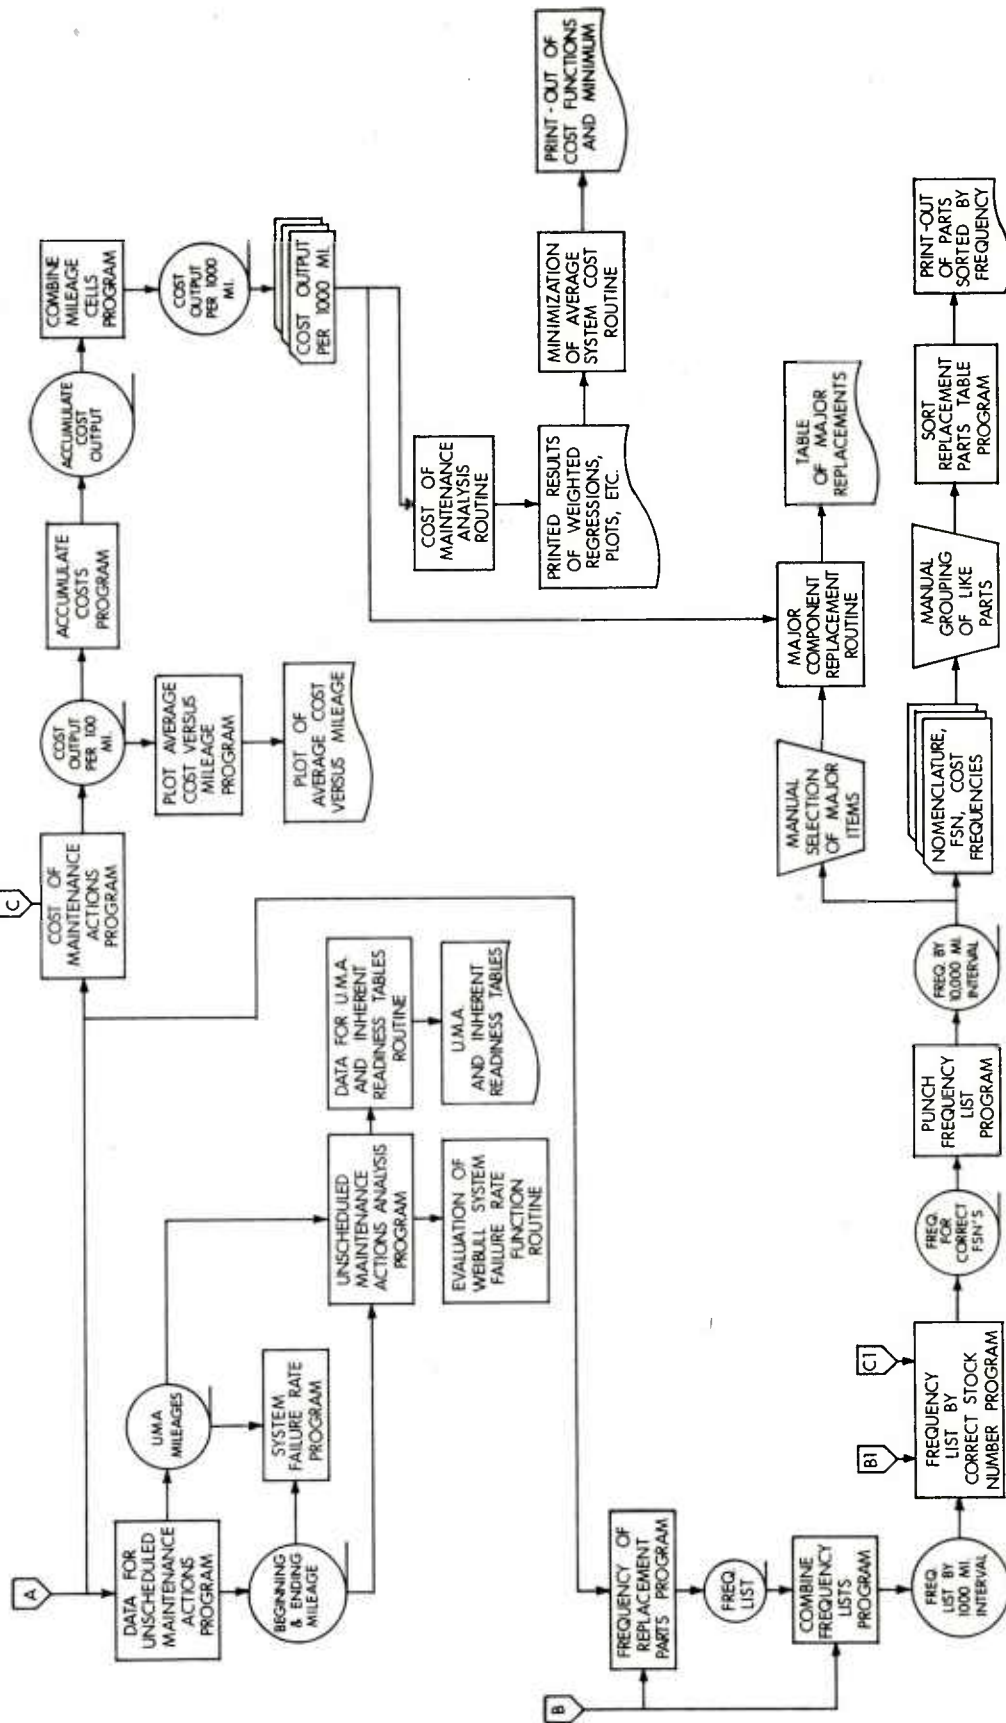 A
DATA FOR
UNSCHEDULED
MAINTENANCE
ACTIONS
PROGRAM
U.M.A
MILEAGES
BEGINNING
& ENDING
MILEAGE
SYSTEM
FAILURE RATE
PROGRAM
UNSCHEDULED
MAINTENANCE
ACTIONS ANALYSIS
PROGRAM
EVALUATION OF
WEIBULL SYSTEM
FAILURE RATE
FUNCTION
ROUTINE
DATA FOR U.M.A.
AND INHERENT
READINESS TABLES
ROUTINE
U.M.A.
AND INHERENT
READINESS TABLES
C
COST OF
MAINTENANCE
ACTIONS
PROGRAM
COST
OUTPUT
PER 100
MI.
PLOT AVERAGE
COST VERSUS
MILEAGE
PROGRAM
PLOT OF
AVERAGE COST
VERSUS MILEAGE
ACCUMULATE
COSTS
PROGRAM
ACCUMULATE
COST
OUTPUT
COMBINE
MILEAGE
CELLS
PROGRAM
COST
OUTPUT
PER 1000
MI.
COST OUTPUT
PER 1000 MI.
COST OF
MAINTENANCE
ANALYSIS
ROUTINE
PRINTED RESULTS
OF WEIGHTED
REGRESSIONS,
PLOTS, ETC.
MINIMIZATION
OF AVERAGE
SYSTEM COST
ROUTINE
PRINT-OUT OF
COST FUNCTIONS
AND MINIMUM
B
FREQUENCY OF
REPLACEMENT
PARTS PROGRAM
FREQ.
LIST
COMBINE
FREQUENCY
LISTS
PROGRAM
FREQ.
LIST BY
1000 MI.
INTERVAL
B1
C1
FREQUENCY
LIST BY
CORRECT STOCK
NUMBER PROGRAM
FREQ.
FOR
CORRECT
FSN'S
PUNCH
FREQUENCY
LIST
PROGRAM
FREQ. BY
10,000 MI.
INTERVAL
MANUAL
SELECTION
OF MAJOR
ITEMS
MAJOR
COMPONENT
REPLACEMENT
ROUTINE
TABLE
OF MAJOR
REPLACEMENTS
NOMENCLATURE,
FSN, COST
FREQUENCIES
MANUAL
GROUPING
OF LIKE
PARTS
SORT
REPLACEMENT
PARTS TABLE
PROGRAM
PRINT-OUT
OF PARTS
SORTED BY
FREQUENCY